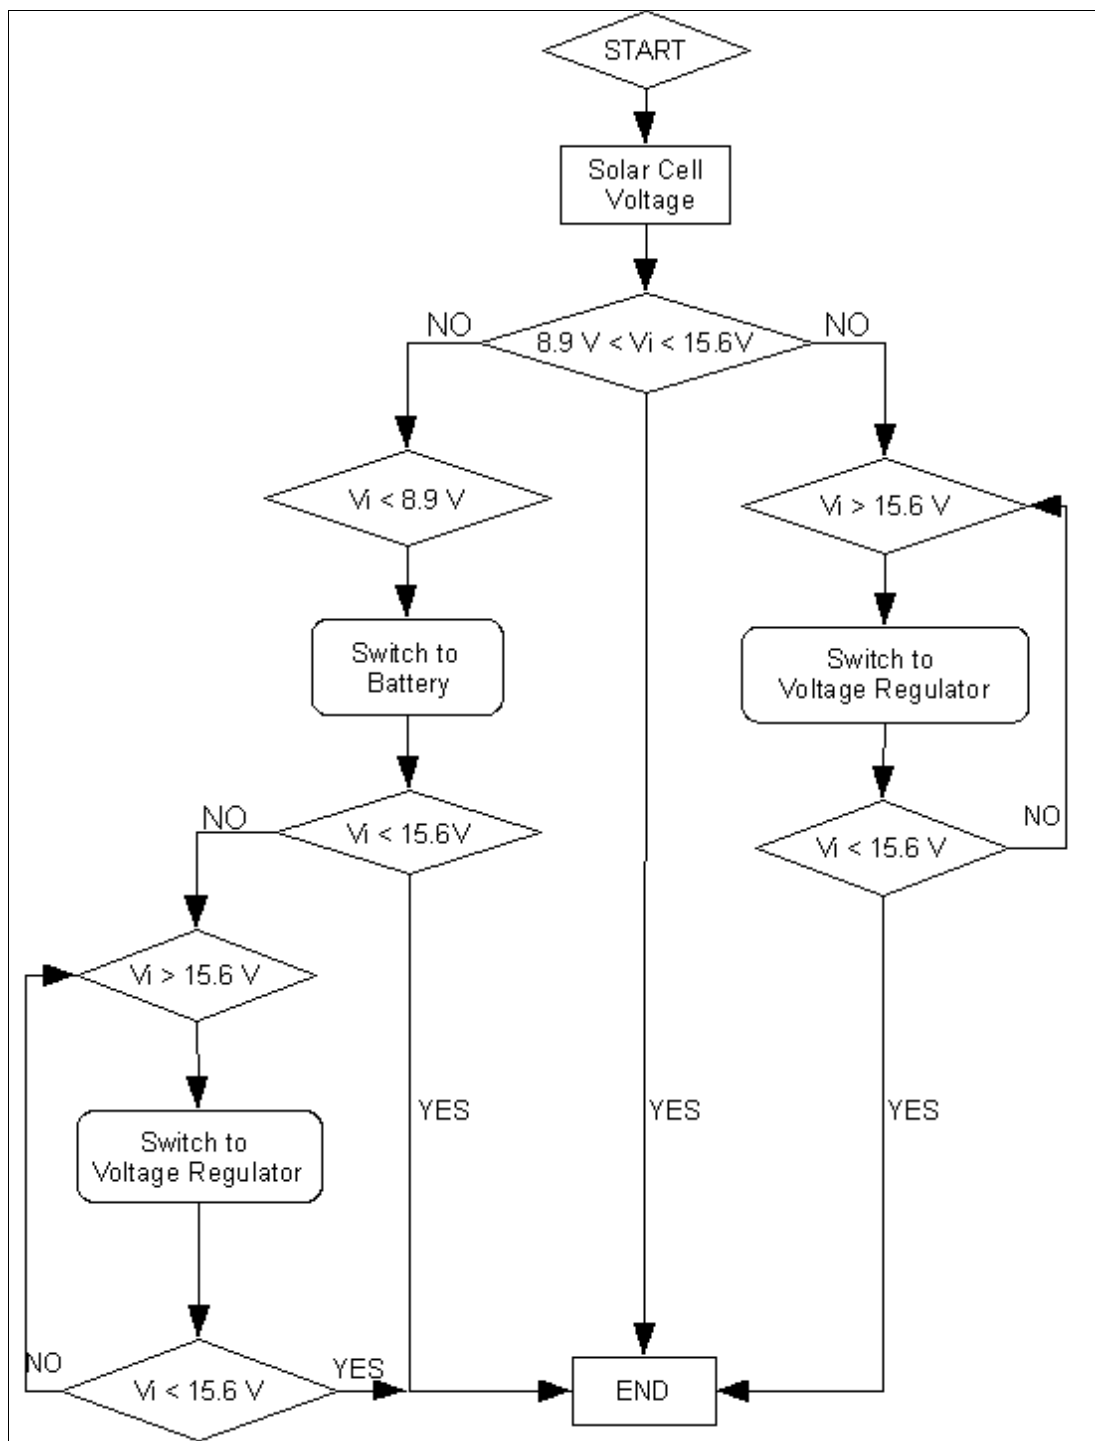 START
Solar Cell
Voltage
NO
8.9 V < Vi < 15.6V
NO
Vi < 8.9 V
Vi > 15.6 V
Switch to
Battery
Switch to
Voltage Regulator
NO
Vi < 15.6V
Vi < 15.6 V
NO
Vi > 15.6 V
YES
YES
YES
Switch to
Voltage Regulator
NO
Vi < 15.6 V
YES
END